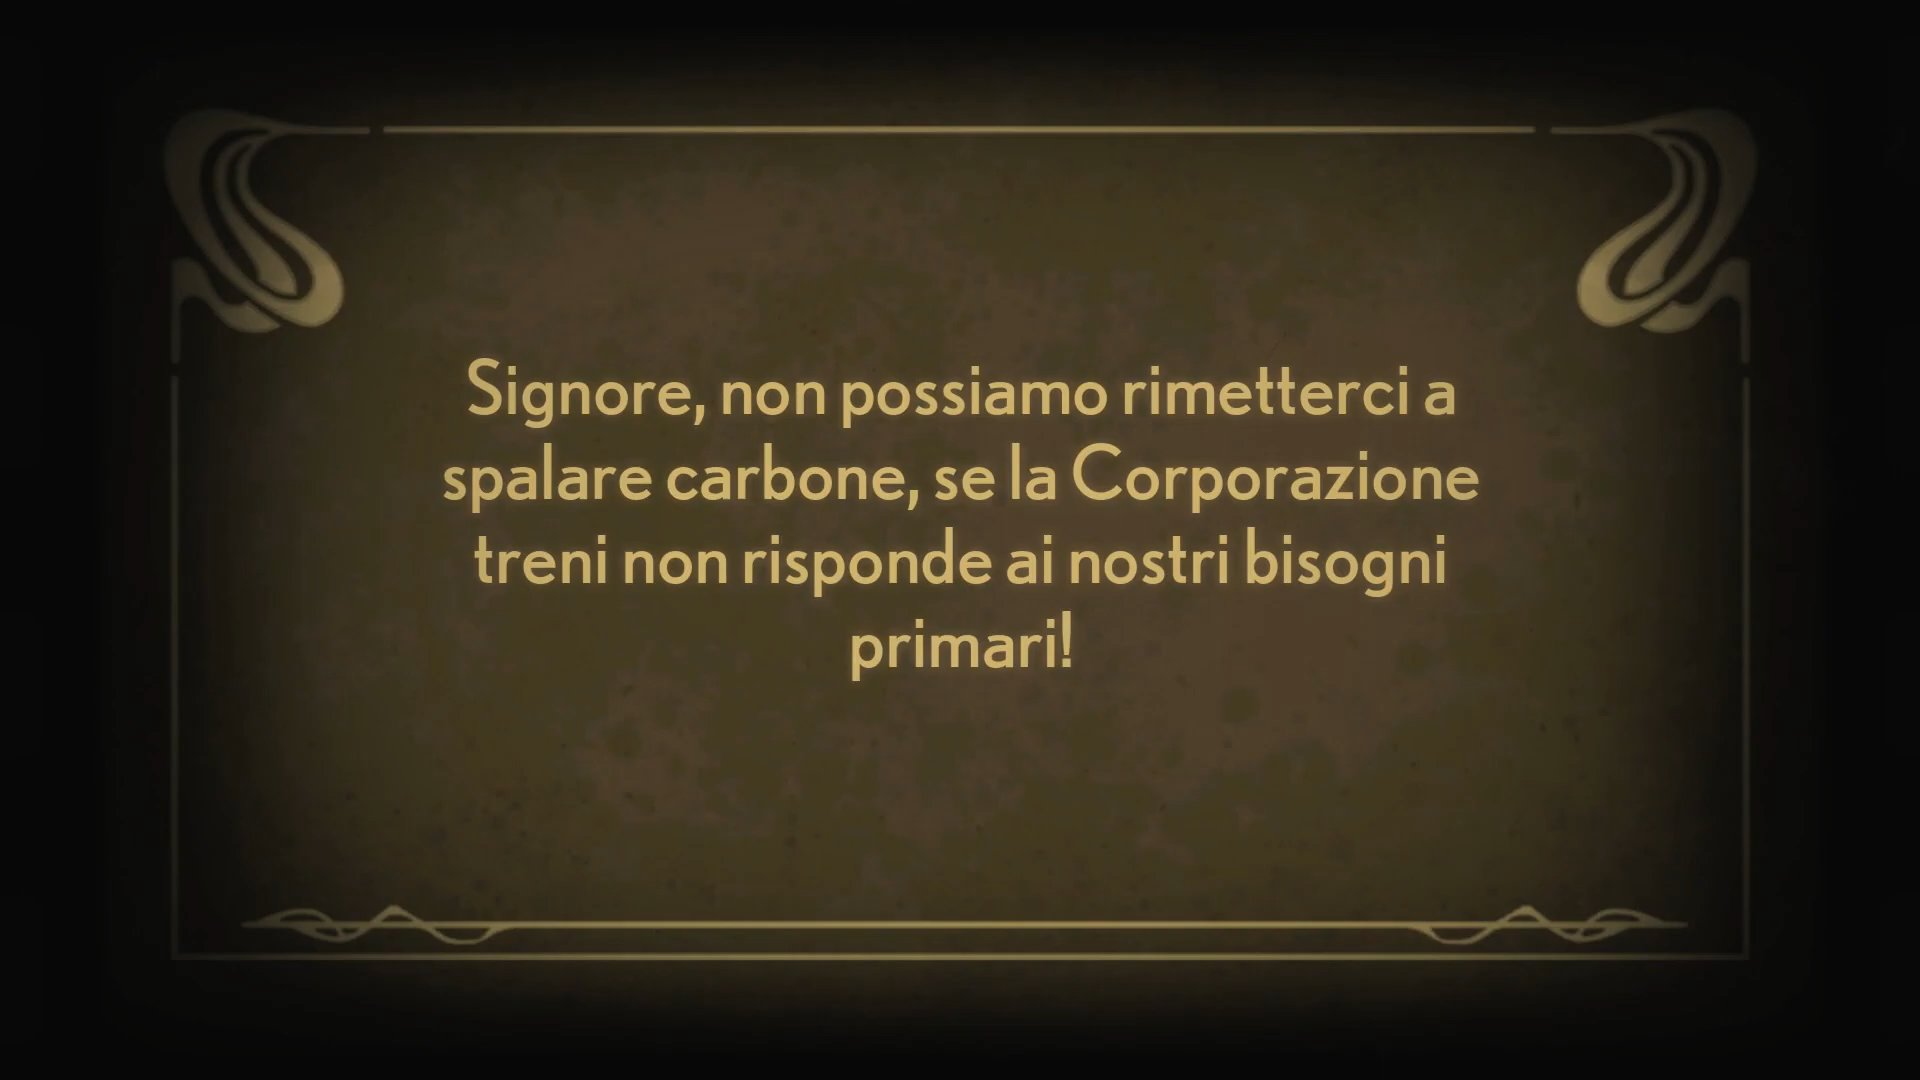 Signore, non possiamo rimetterci a
spalare carbone, se la Corporazione
treni non risponde ai nostri bisogni
primari!